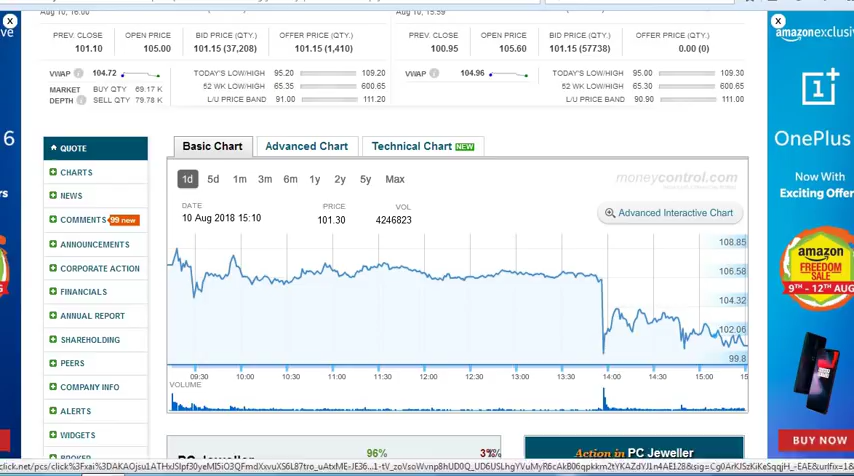 Aug 10, 16:00
Aug 10, 15:59
PREV. CLOSE OPEN PRICE BID PRICE (QTY.) OFFER PRICE (QTY.)
101.10 105.00 101.15 (37,208) 101.15 (1,410)
PREV. CLOSE OPEN PRICE BID PRICE (QTY.) OFFER PRICE (QTY.)
100.95 105.60 101.15 (57738) 0.00 (0)
VWAP 104.72
MARKET DEPTH
BUY QTY 69.17 K
SELL QTY 79.78 K
TODAY'S LOW/HIGH 95.20 109.20
52 WK LOW/HIGH 65.35 600.65
L/U PRICE BAND 91.00 111.20
VWAP 104.96
TODAY'S LOW/HIGH 95.00 109.30
52 WK LOW/HIGH 65.30 600.65
L/U PRICE BAND 90.90 111.00
QUOTE
CHARTS
NEWS
COMMENTS 99 new
ANNOUNCEMENTS
CORPORATE ACTION
FINANCIALS
ANNUAL REPORT
SHAREHOLDING
PEERS
COMPANY INFO
ALERTS
WIDGETS
BROKER
Basic Chart Advanced Chart Technical Chart NEW
1d 5d 1m 3m 6m 1y 2y 5y Max
moneycontrol.com
DATE PRICE VOL
10 Aug 2018 15:10 101.30 4246823
Advanced Interactive Chart
108.85
106.58
104.32
102.06
99.8
09:30 10:00 10:30 11:00 11:30 12:00 12:30 13:00 13:30 14:00 14:30 15:00 15
VOLUME
PC Jeweller 96% 3%
Action in PC Jeweller
X
6
X
amazonexclusiv
1+
OnePlus
Now With
Exciting Offer
amazon
FREEDOM
SALE
9TH - 12TH AUG
BUY NOW